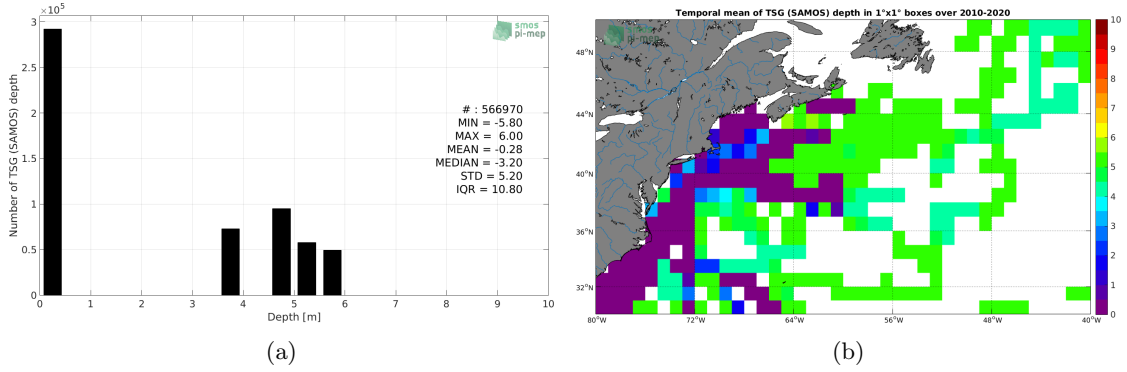 ×10⁵
3
2.5
2
1.5
1
0.5
0
0 1 2 3 4 5 6 7 8 9 10
Number of TSG (SAMOS) depth
Depth [m]
smos
pi-mep
# : 566970
MIN = -5.80
MAX = 6.00
MEAN = -0.28
MEDIAN = -3.20
STD = 5.20
IQR = 10.80
(a)
Temporal mean of TSG (SAMOS) depth in 1°x1° boxes over 2010-2020
smos
pi-mep
48°N
44°N
40°N
36°N
32°N
80°W 72°W 64°W 56°W 48°W 40°W
10
9
8
7
6
5
4
3
2
1
0
(b)